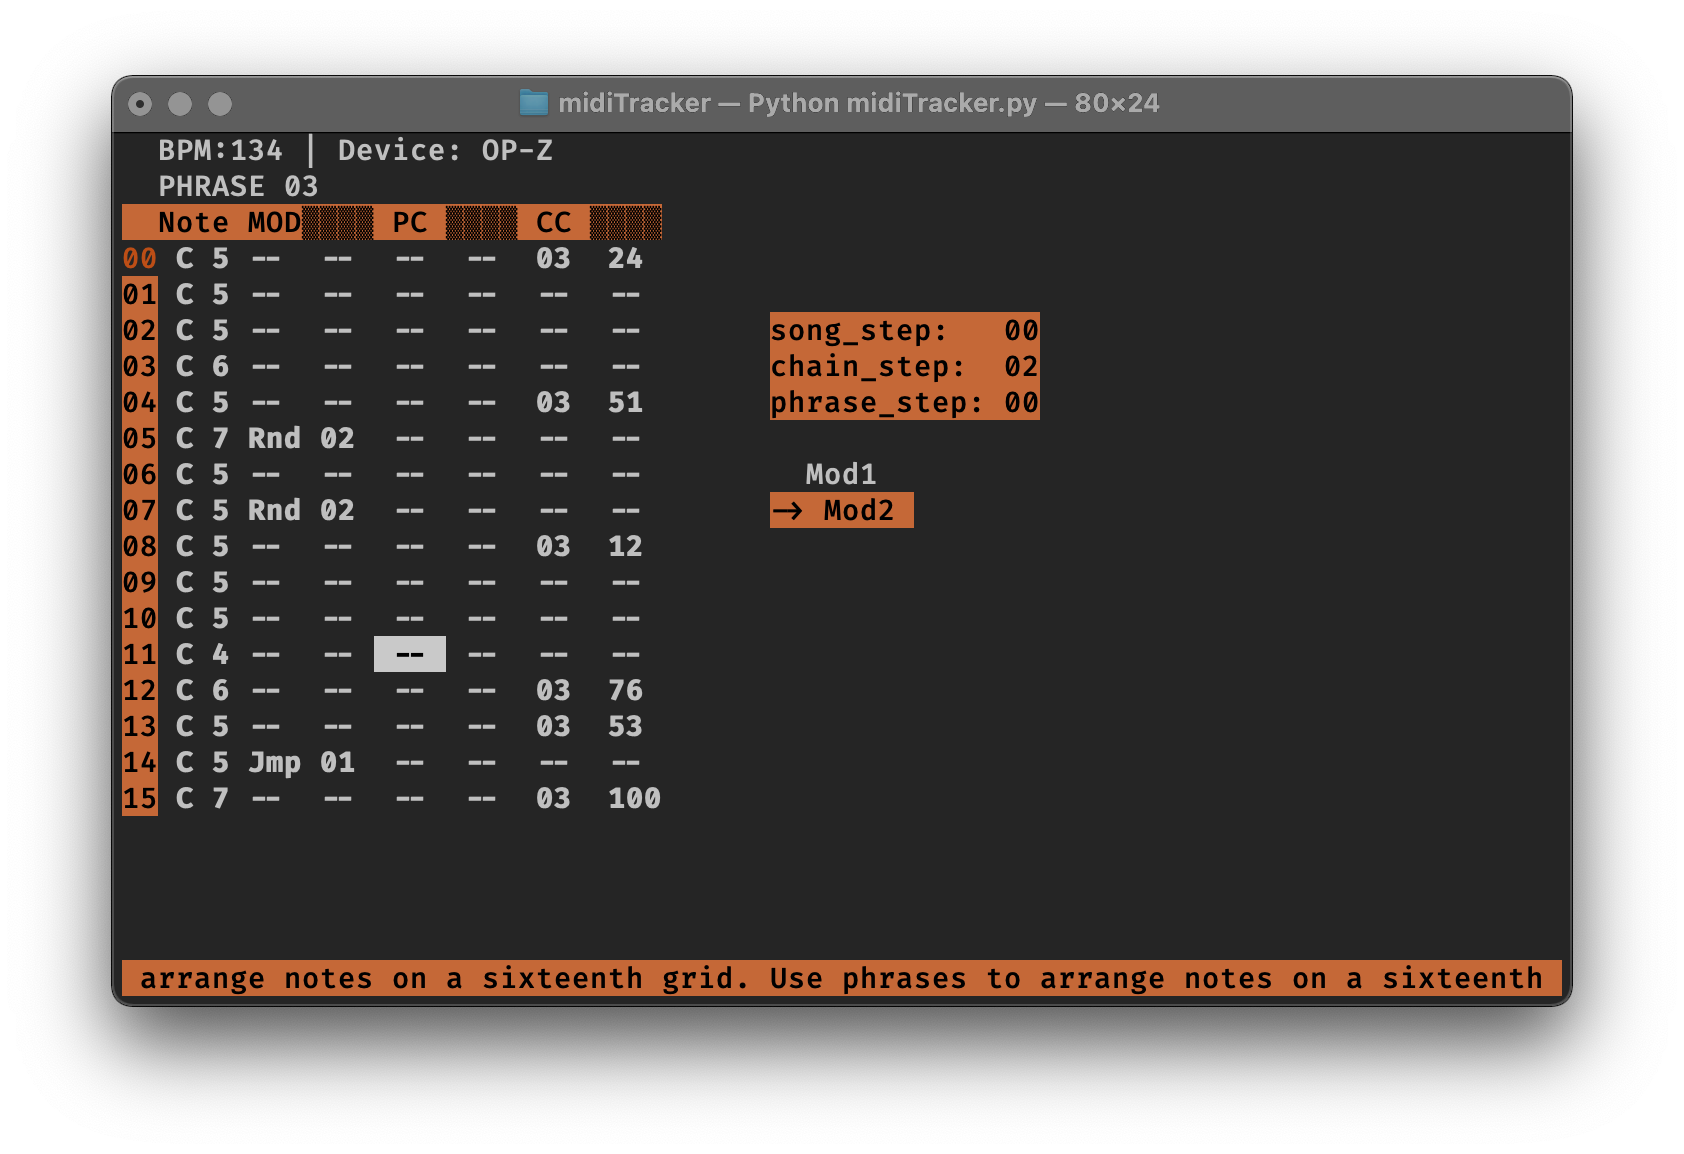 midiTracker — Python midiTracker.py — 80×24
BPM:134 | Device: OP-Z
PHRASE 03
Note MOD PC CC
00 C 5 -- -- -- -- 03 24
01 C 5 -- -- -- -- -- --
02 C 5 -- -- -- -- -- --
song_step: 00
03 C 6 -- -- -- -- -- --
chain_step: 02
04 C 5 -- -- -- -- 03 51
phrase_step: 00
05 C 7 Rnd 02 -- -- -- --
06 C 5 -- -- -- -- -- --
Mod1
07 C 5 Rnd 02 -- -- -- --
-> Mod2
08 C 5 -- -- -- -- 03 12
09 C 5 -- -- -- -- -- --
10 C 5 -- -- -- -- -- --
11 C 4 -- -- -- -- -- --
12 C 6 -- -- -- -- 03 76
13 C 5 -- -- -- -- 03 53
14 C 5 Jmp 01 -- -- -- --
15 C 7 -- -- -- -- 03 100
arrange notes on a sixteenth grid. Use phrases to arrange notes on a sixteenth